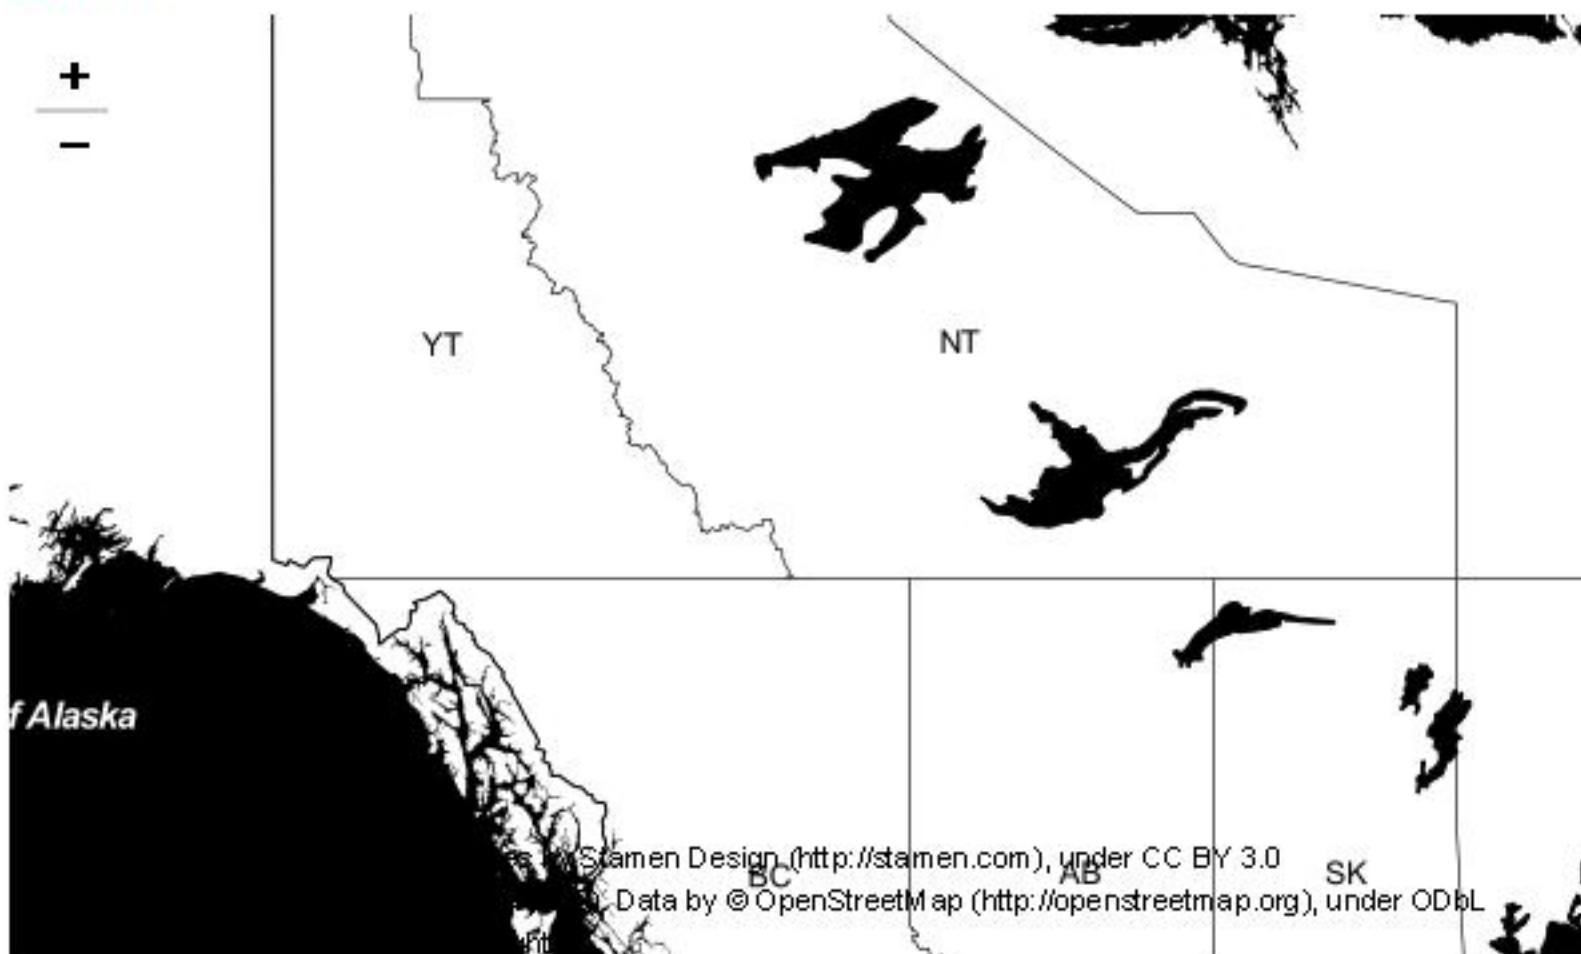 +
−
YT
NT
f Alaska
Stamen Design (http://stamen.com), under CC BY 3.0
BC
AB
SK
Data by © OpenStreetMap (http://openstreetmap.org), under ODbL